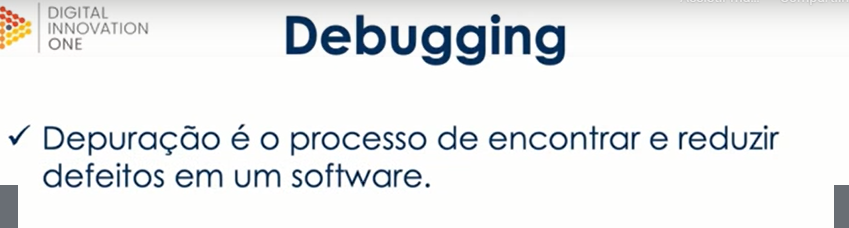 DIGITAL
INNOVATION
ONE
Debugging
✓ Depuração é o processo de encontrar e reduzir
defeitos em um software.